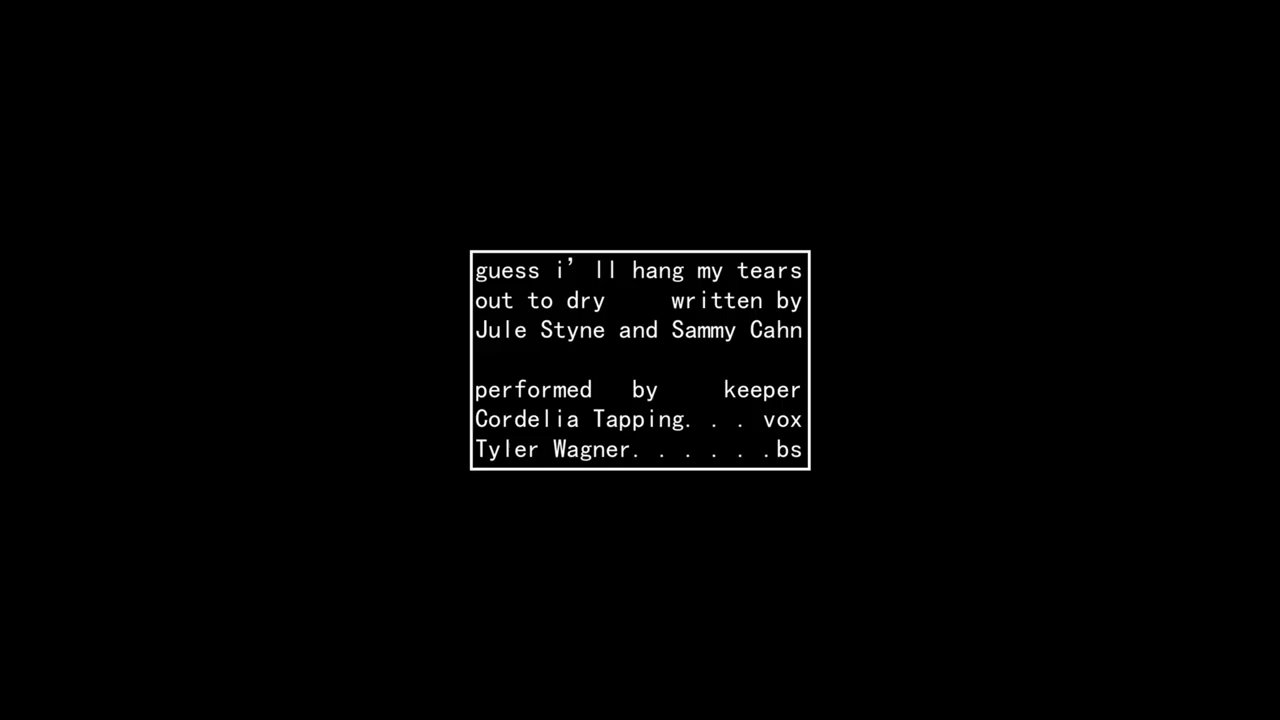 guess i’ll hang my tears
out to dry written by
Jule Styne and Sammy Cahn
performed by keeper
Cordelia Tapping. . . vox
Tyler Wagner. . . . . .bs